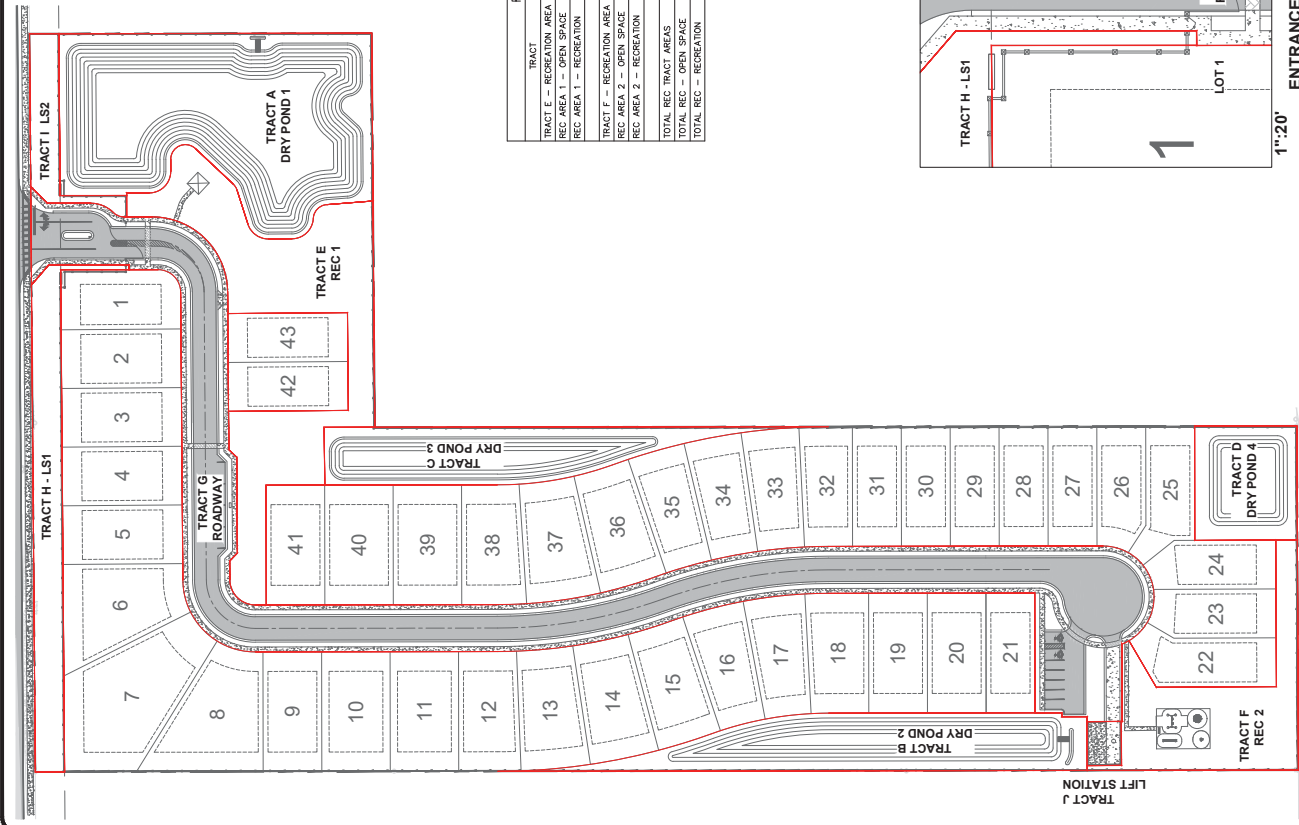 TRACT I LS2
TRACT A
DRY POND 1
TRACT E
REC 1
TRACT H - LS1
TRACT G
ROADWAY
1
2
3
4
5
6
7
8
9
10
11
12
13
14
15
16
17
18
19
20
21
22
23
24
25
26
27
28
29
30
31
32
33
34
35
36
37
38
39
40
41
42
43
TRACT C
DRY POND 3
TRACT B
DRY POND 2
TRACT D
DRY POND 4
TRACT F
REC 2
TRACT J
LIFT STATION
TRACT
TRACT E - RECREATION AREA
REC AREA 1 - OPEN SPACE
REC AREA 1 - RECREATION
TRACT F - RECREATION AREA
REC AREA 2 - OPEN SPACE
REC AREA 2 - RECREATION
TOTAL REC TRACT AREAS
TOTAL REC - OPEN SPACE
TOTAL REC - RECREATION
TRACT H - LS1
LOT 1
1
ENTRANCE
1":20'